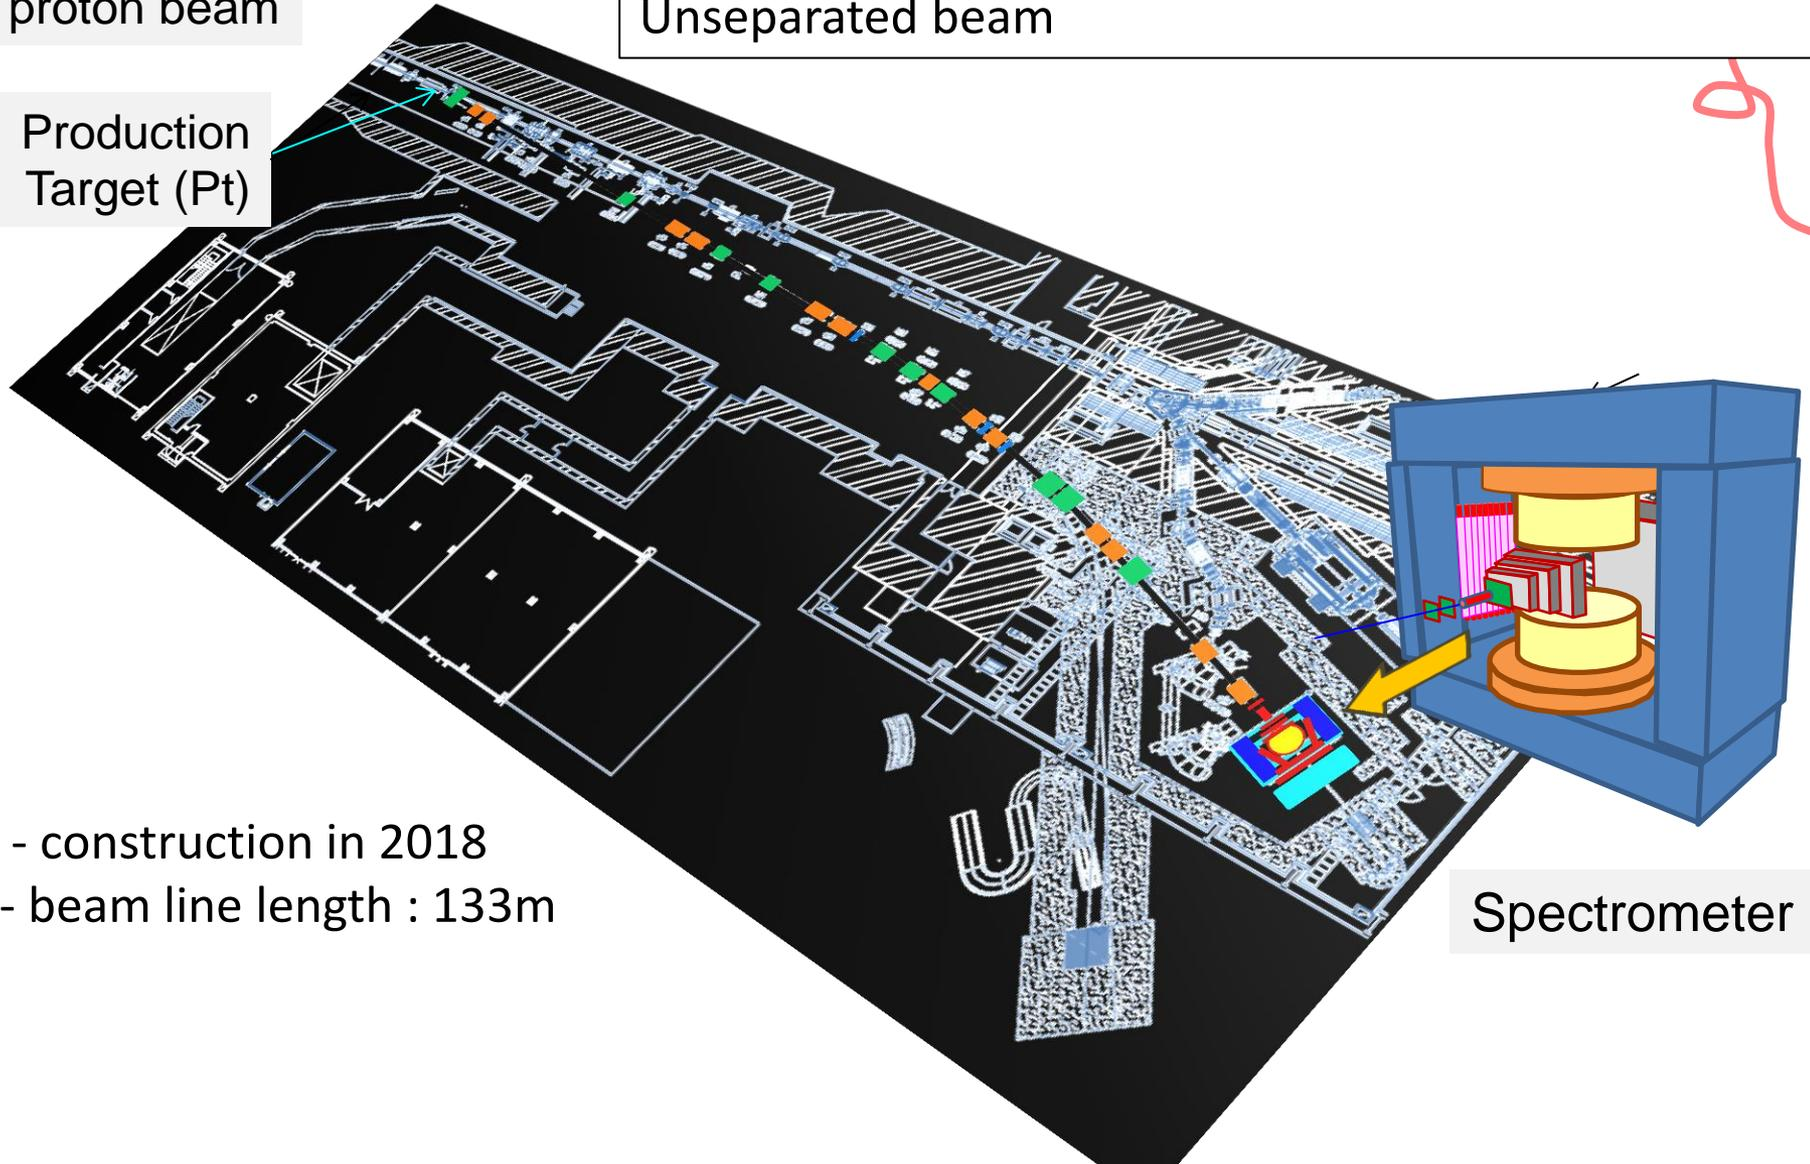 proton beam
Unseparated beam
Production
Target (Pt)
- construction in 2018
- beam line length : 133m
Spectrometer